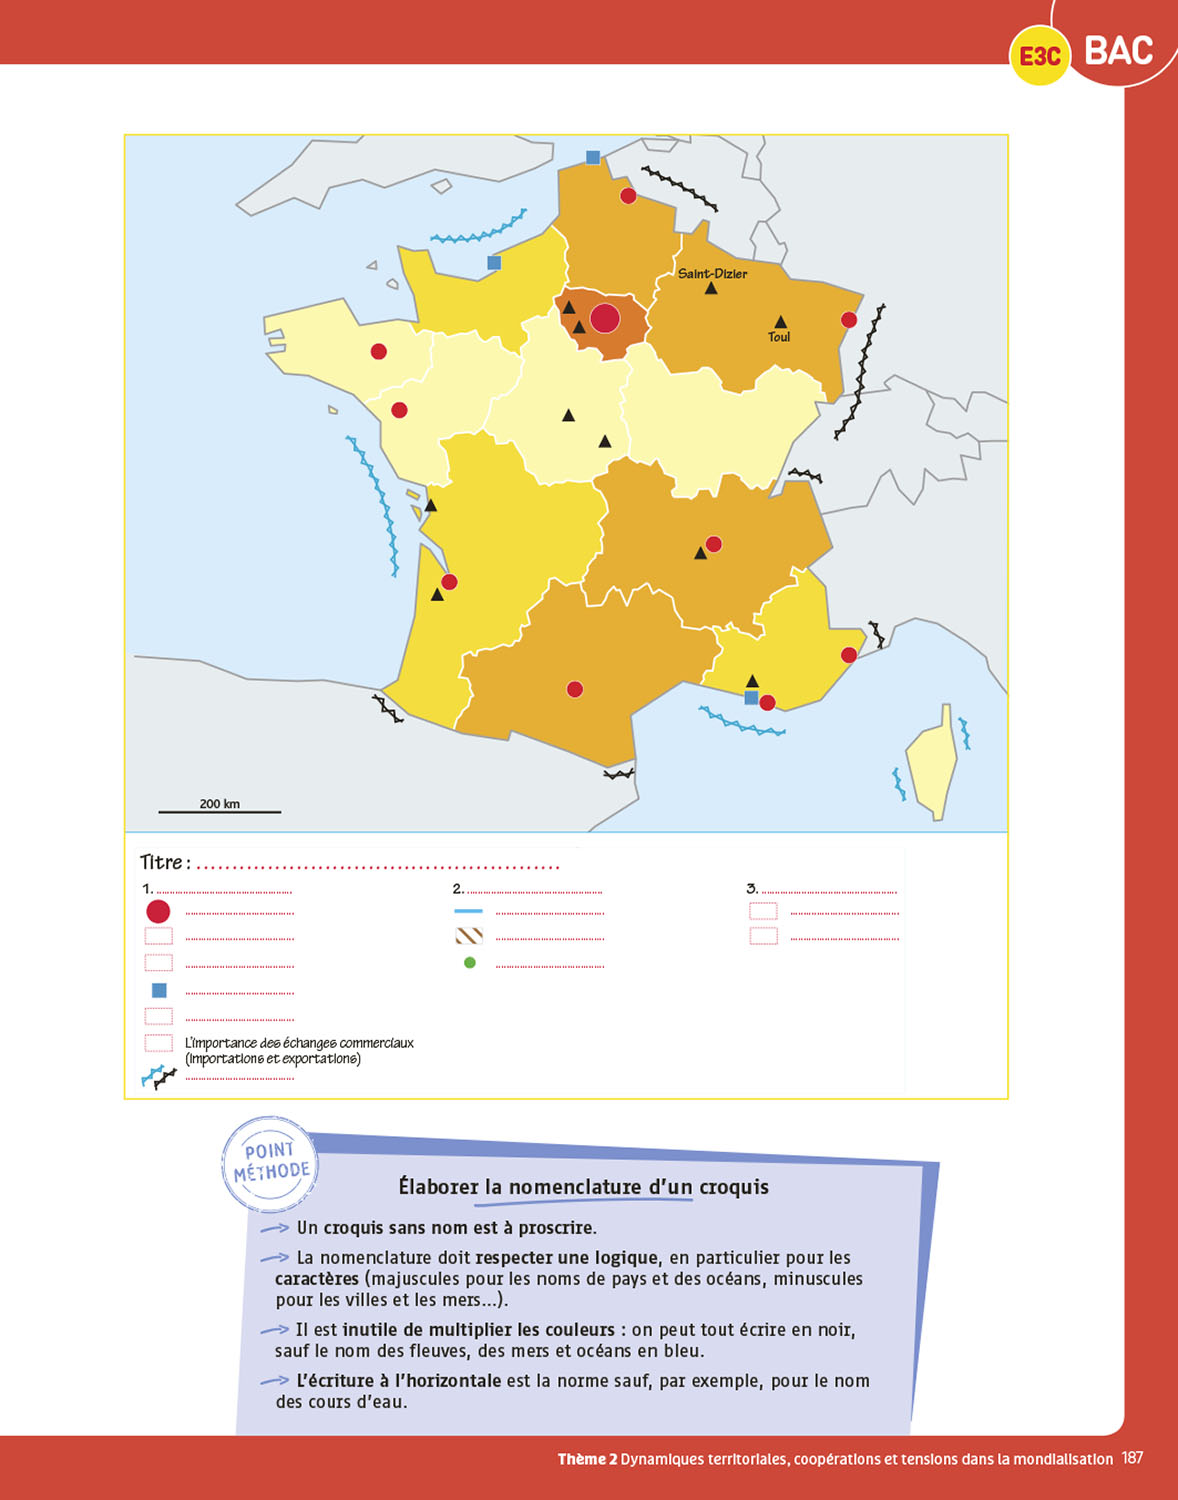 E3C
BAC
Saint-Dizier
Toul
200 km
Titre : ..................................................
1. ..................................................
2. ..................................................
3. ..................................................
L'importance des échanges commerciaux
(importations et exportations)
POINT
MÉTHODE
Élaborer la nomenclature d'un croquis
Un croquis sans nom est à proscrire.
La nomenclature doit respecter une logique, en particulier pour les
caractères (majuscules pour les noms de pays et des océans, minuscules
pour les villes et les mers...).
Il est inutile de multiplier les couleurs : on peut tout écrire en noir,
sauf le nom des fleuves, des mers et océans en bleu.
L'écriture à l'horizontale est la norme sauf, par exemple, pour le nom
des cours d'eau.
Thème 2 Dynamiques territoriales, coopérations et tensions dans la mondialisation 187